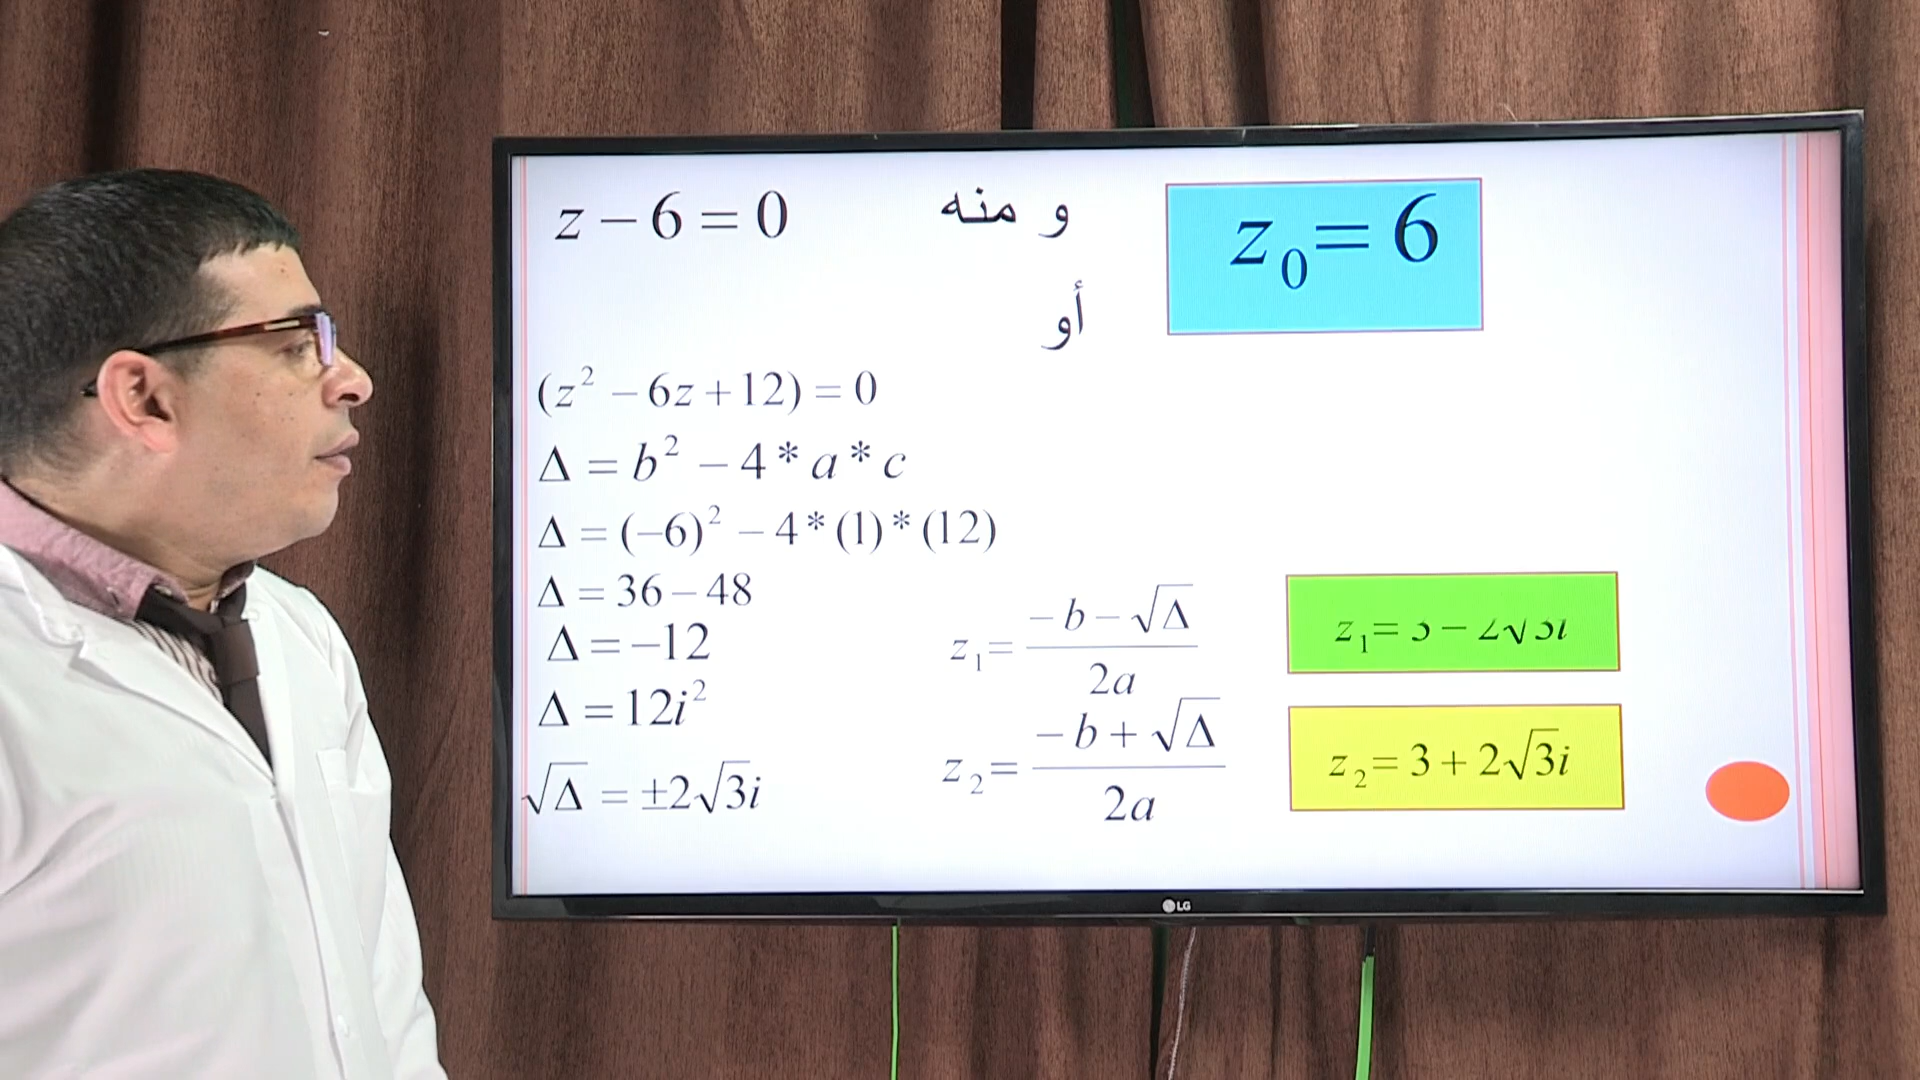 z − 6 = 0 و منه z₀ = 6
أو
(z² − 6z + 12) = 0
Δ = b² − 4 * a * c
Δ = (−6)² − 4 * (1) * (12)
Δ = 36 − 48
Δ = −12
Δ = 12i²
√Δ = ±2√3i
z₁ = (−b − √Δ) / 2a
z₁ =
z₂ = (−b + √Δ) / 2a
z₂ = 3 + 2√3i
LG